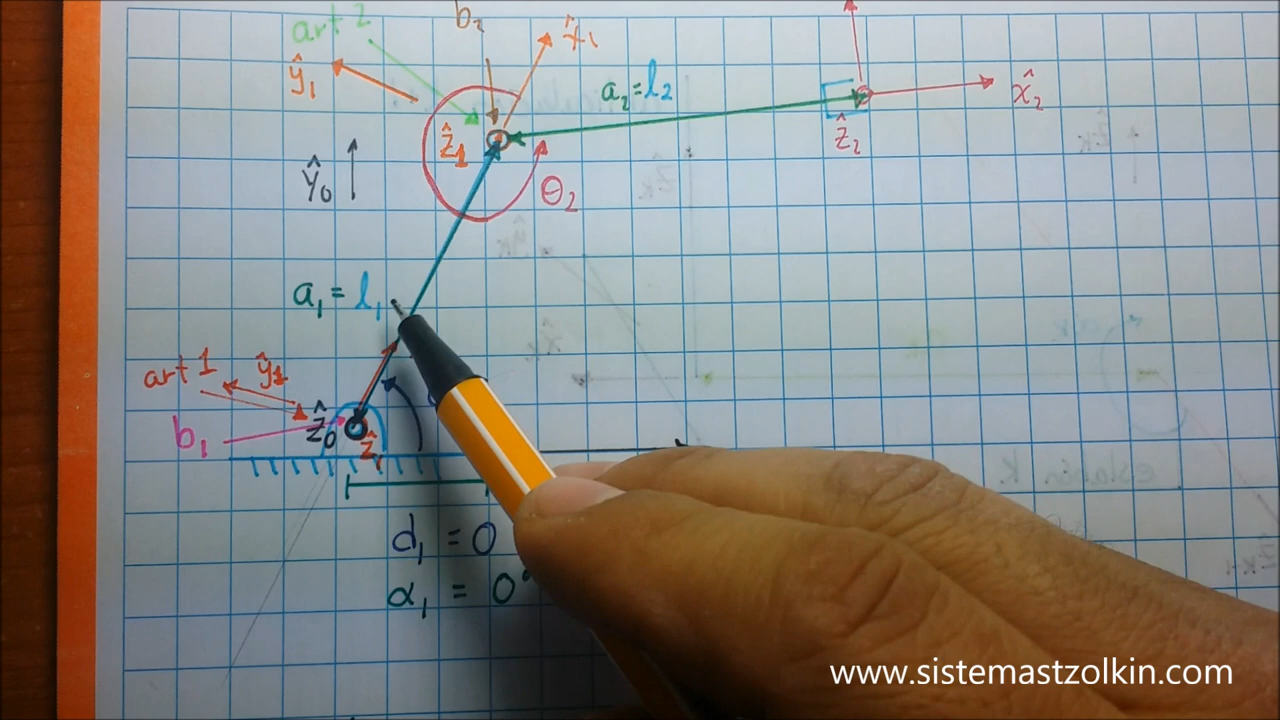 art 2
b₂
x̂₁
ŷ₁
a₂=l₂
x̂₂
ẑ₁
ẑ₂
ŷ₀
θ₂
a₁ = l₁
art 1
ŷ₁
b₁
ẑ₀
ẑ₁
d₁ = 0
α₁ = 0°
www.sistemastzolkin.com